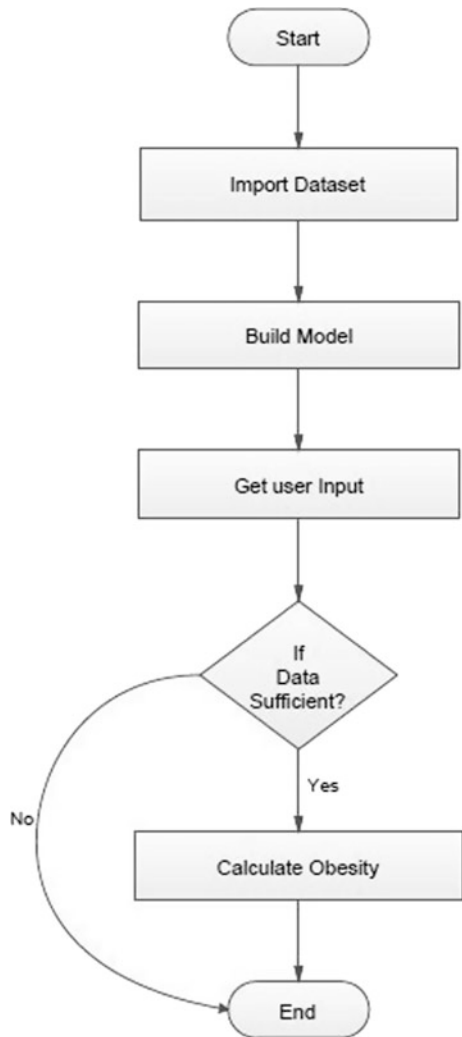 Start
Import Dataset
Build Model
Get user Input
If
Data
Sufficient?
Yes
No
Calculate Obesity
End